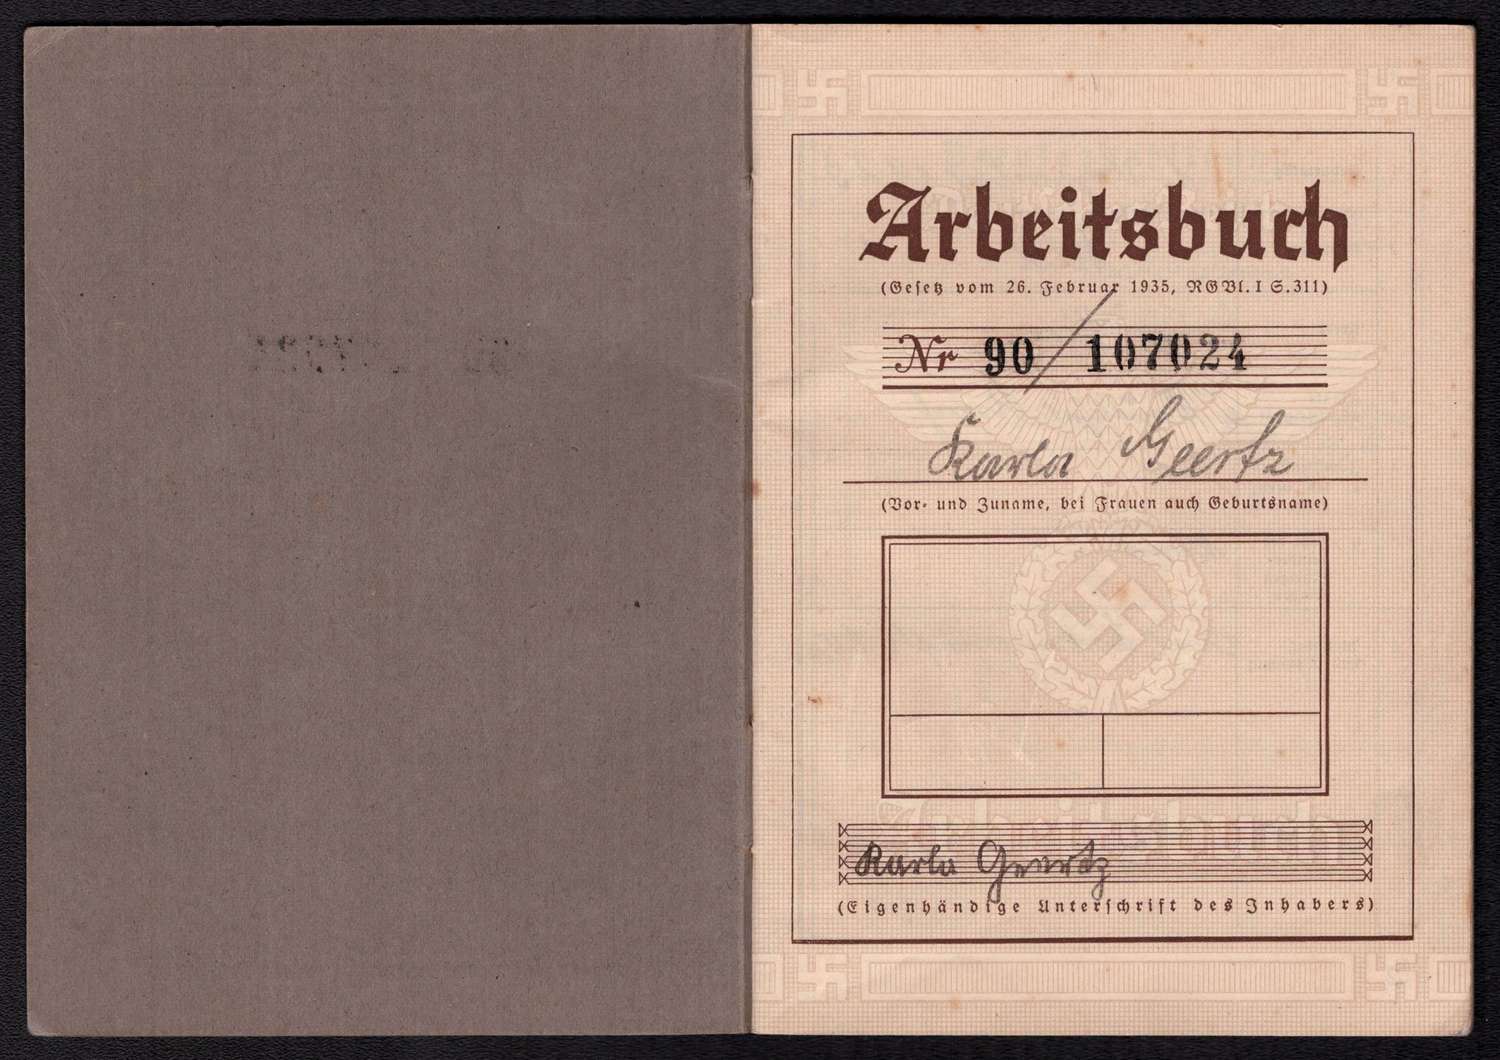 Arbeitsbuch
(Gesetz vom 26. Februar 1935, RGBl. I S. 311)
Nr 90/107024
Karla Geertz
(Vor- und Zuname, bei Frauen auch Geburtsname)
Arbeitsbuch
Karla Geertz
(Eigenhändige Unterschrift des Inhabers)